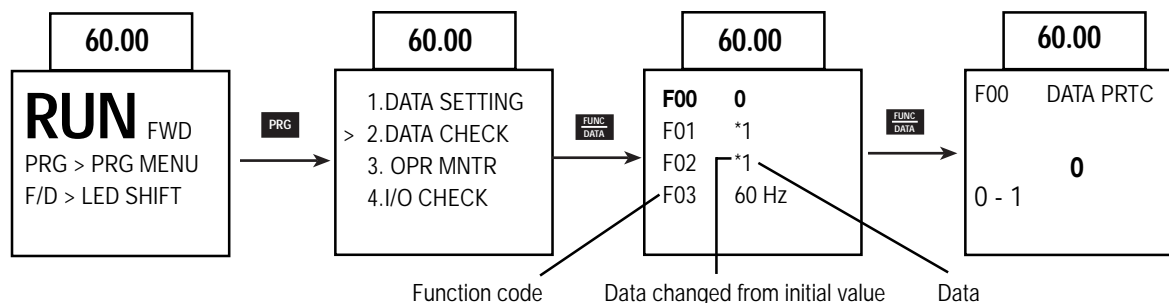 60.00
RUN FWD
PRG > PRG MENU
F/D > LED SHIFT
PRG
60.00
1.DATA SETTING
> 2.DATA CHECK
3. OPR MNTR
4.I/O CHECK
FUNC
DATA
60.00
F00 0
F01 *1
F02 *1
F03 60 Hz
FUNC
DATA
60.00
F00 DATA PRTC
0
0 - 1
Function code
Data changed from initial value
Data